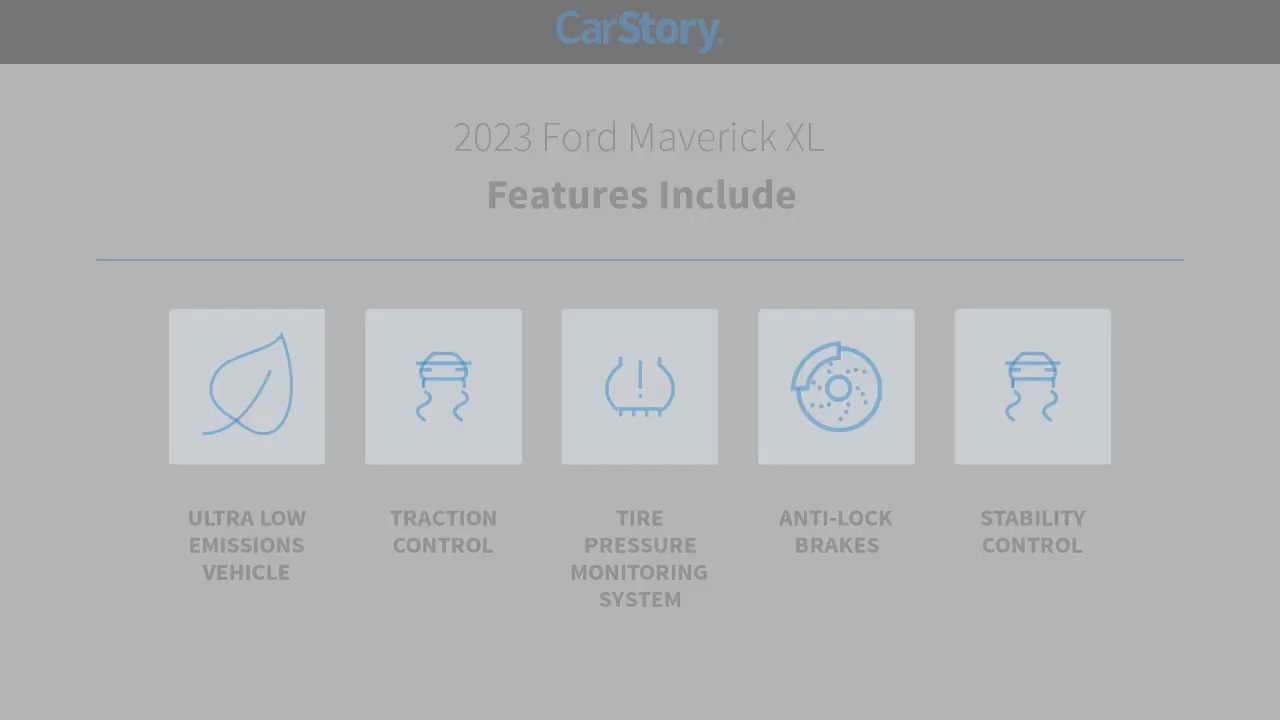 CarStory
2023 Ford Maverick XL
Features Include
ULTRA LOW
EMISSIONS
VEHICLE
TRACTION
CONTROL
TIRE
PRESSURE
MONITORING
SYSTEM
ANTI-LOCK
BRAKES
STABILITY
CONTROL